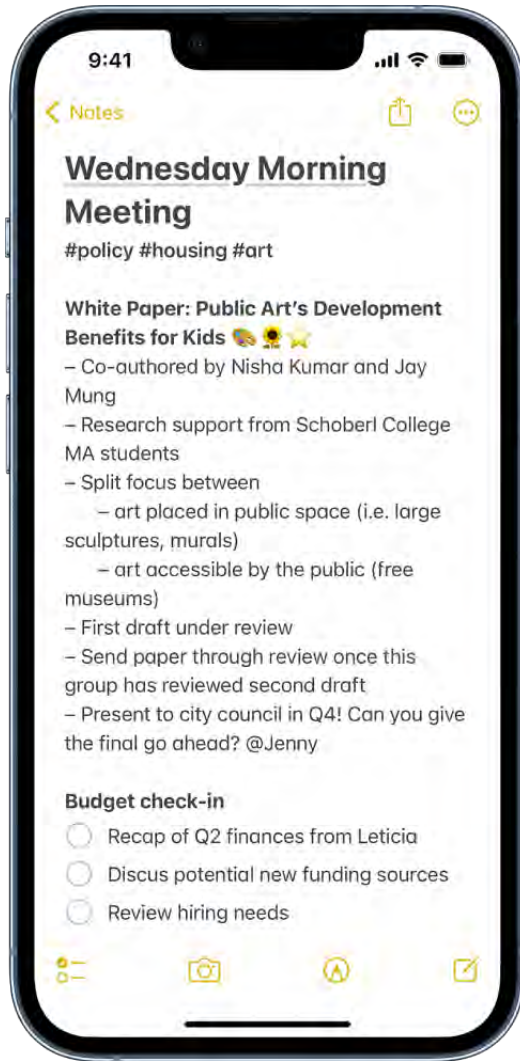 9:41
Notes
Wednesday Morning
Meeting
#policy #housing #art
White Paper: Public Art's Development
Benefits for Kids 🎨 🌻 ⭐
– Co-authored by Nisha Kumar and Jay
Mung
– Research support from Schoberl College
MA students
– Split focus between
– art placed in public space (i.e. large
sculptures, murals)
– art accessible by the public (free
museums)
– First draft under review
– Send paper through review once this
group has reviewed second draft
– Present to city council in Q4! Can you give
the final go ahead? @Jenny
Budget check-in
Recap of Q2 finances from Leticia
Discus potential new funding sources
Review hiring needs